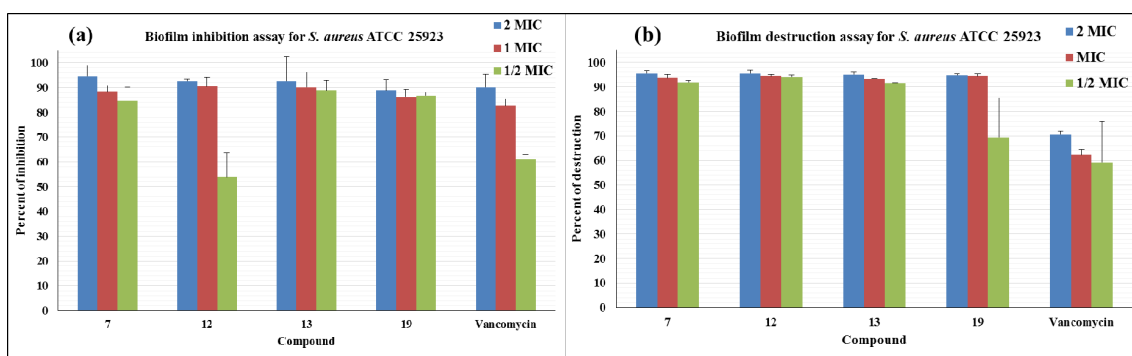 (a)
Biofilm inhibition assay for S. aureus ATCC 25923
2 MIC
1 MIC
1/2 MIC
Percent of inhibition
100
90
80
70
60
50
40
30
20
10
0
7 12 13 19 Vancomycin
Compound
(b)
Biofilm destruction assay for S. aureus ATCC 25923
2 MIC
MIC
1/2 MIC
Percent of destruction
100
90
80
70
60
50
40
30
20
10
0
7 12 13 19 Vancomycin
Compound